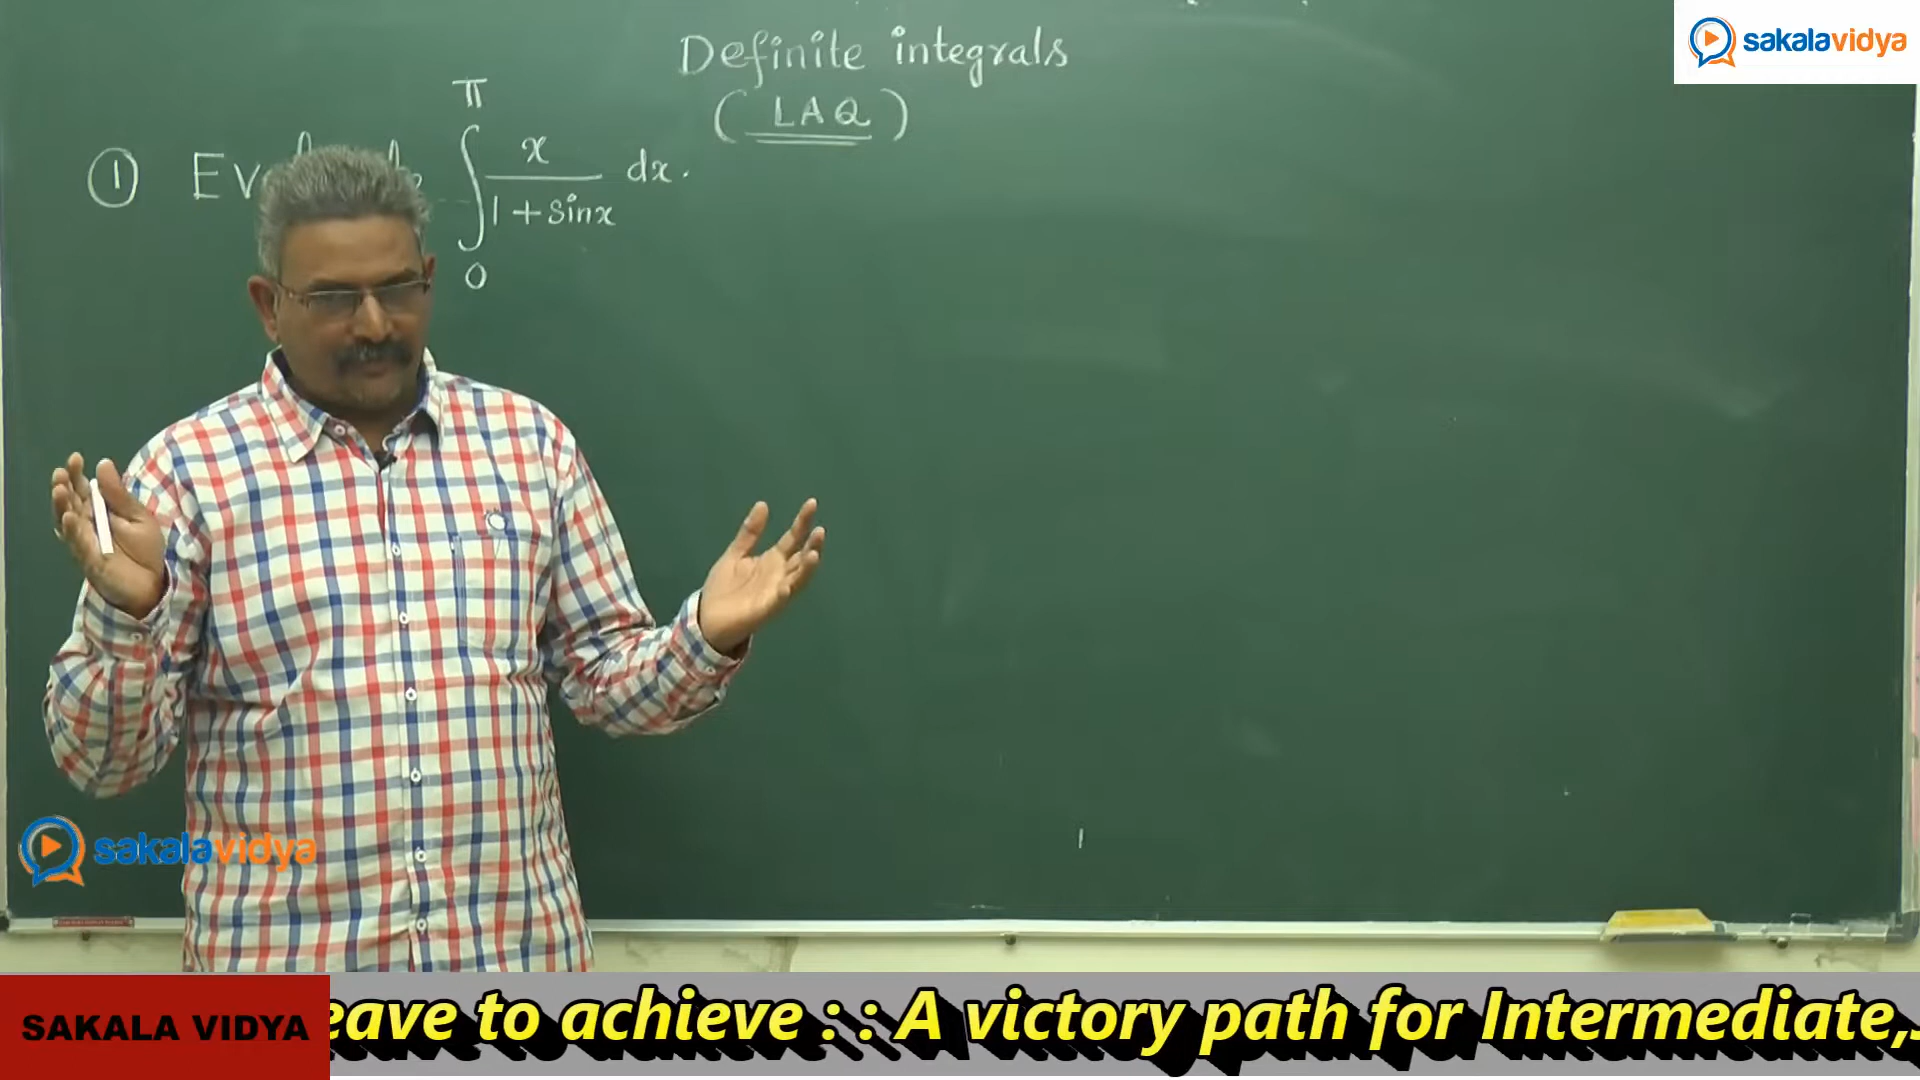 sakalavidya
Definite integrals
( LAQ )
① ∫₀^π x / (1 + sinx) dx.
sakalavidya
SAKALA VIDYA
eave to achieve : : A victory path for Intermediate,